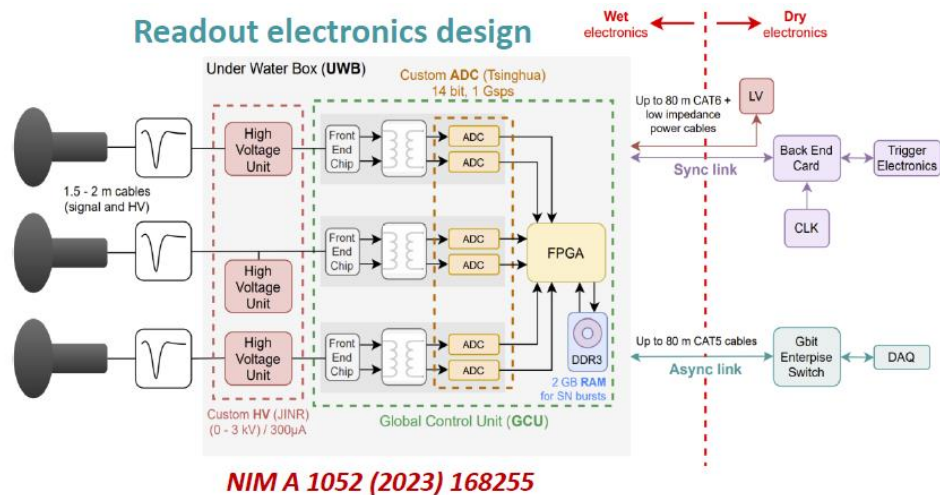 Readout electronics design
Wet
electronics
Dry
electronics
Under Water Box (UWB)
Custom ADC (Tsinghua)
14 bit, 1 Gsps
1.5 - 2 m cables
(signal and HV)
High
Voltage
Unit
Front
End
Chip
ADC
ADC
High
Voltage
Unit
Front
End
Chip
ADC
ADC
High
Voltage
Unit
Front
End
Chip
ADC
ADC
FPGA
DDR3
2 GB RAM
for SN bursts
Custom HV (JINR)
(0 - 3 kV) / 300μA
Global Control Unit (GCU)
Up to 80 m CAT6 +
low impedance
power cables
LV
Sync link
Back End
Card
Trigger
Electronics
CLK
Up to 80 m CAT5 cables
Async link
Gbit
Enterpise
Switch
DAQ
NIM A 1052 (2023) 168255